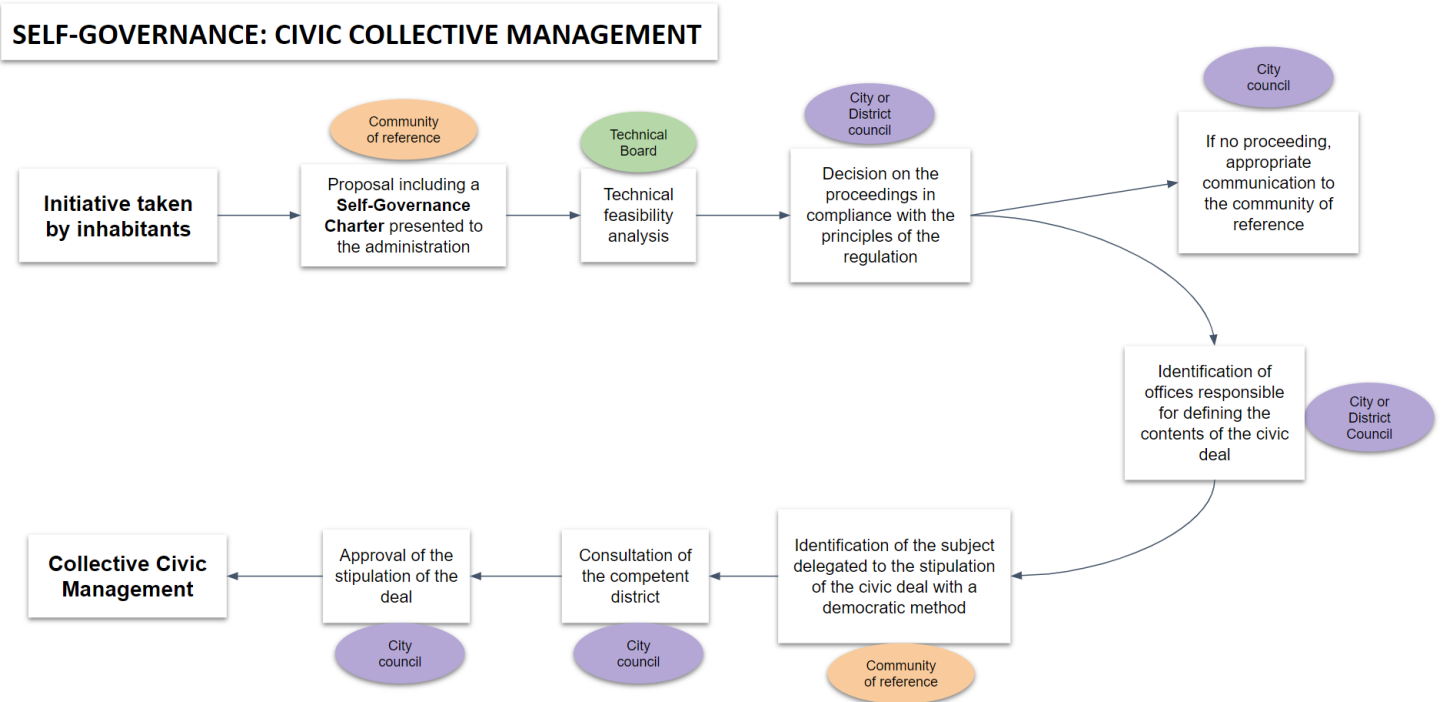 SELF-GOVERNANCE: CIVIC COLLECTIVE MANAGEMENT
Initiative taken
by inhabitants
Community
of reference
Proposal including a
Self-Governance
Charter presented to
the administration
Technical
Board
Technical
feasibility
analysis
City or
District
council
Decision on the
proceedings in
compliance with the
principles of the
regulation
City
council
If no proceeding,
appropriate
communication to
the community of
reference
Identification of
offices responsible
for defining the
contents of the civic
deal
City or
District
Council
Identification of the subject
delegated to the stipulation
of the civic deal with a
democratic method
Community
of reference
Consultation of
the competent
district
City
council
Approval of the
stipulation of the
deal
City
council
Collective Civic
Management